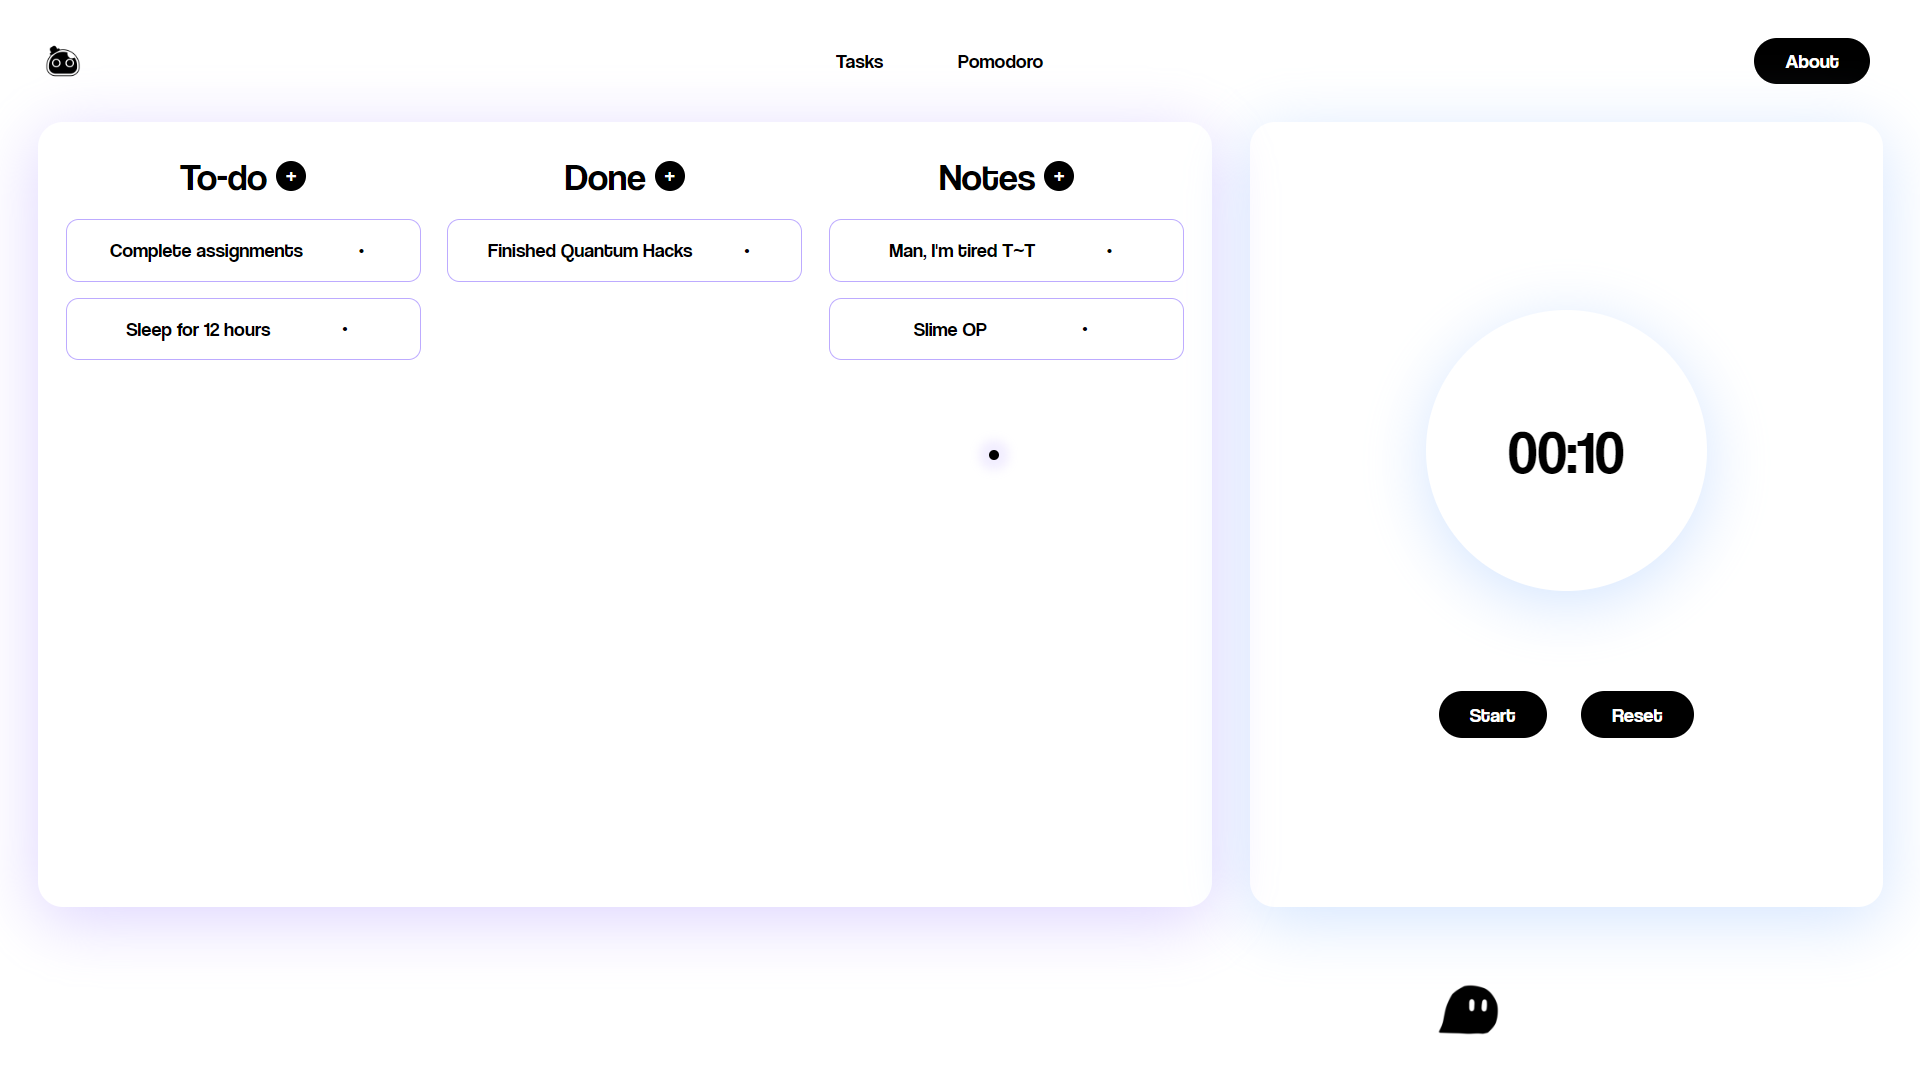 Tasks
Pomodoro
About
To-do +
Complete assignments •
Sleep for 12 hours •
Done +
Finished Quantum Hacks •
Notes +
Man, I'm tired T~T •
Slime OP •
00:10
Start
Reset